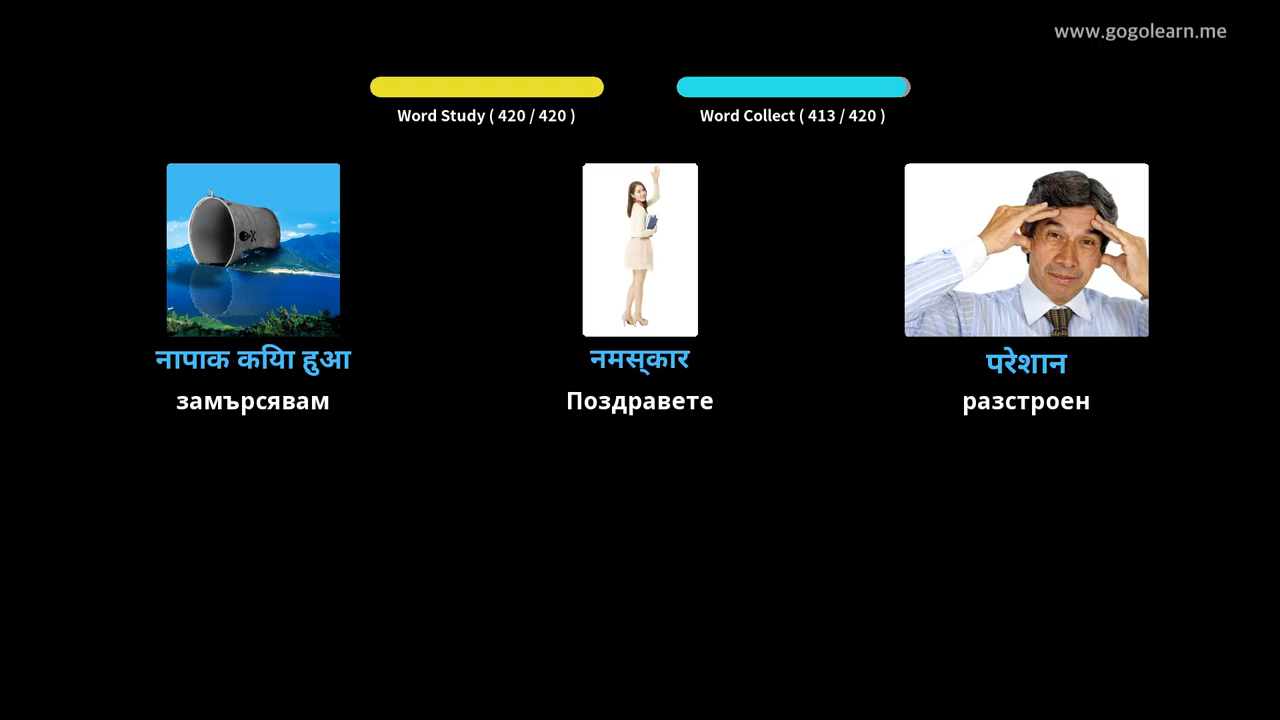 www.gogolearn.me
Word Study ( 420 / 420 )
Word Collect ( 413 / 420 )
नापाक कयिा हुआ
नमस्कार
परेशान
замърсявам
Поздравете
разстроен